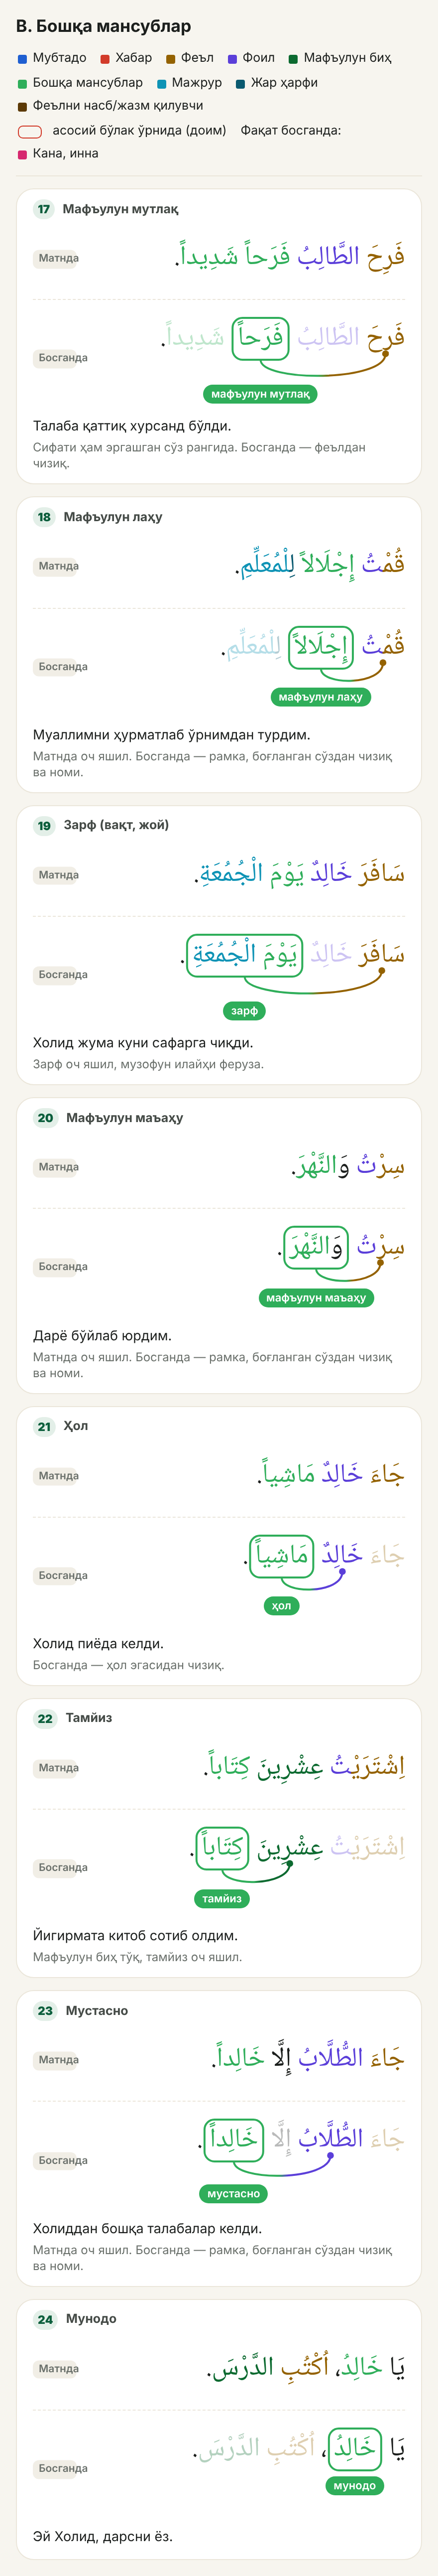 В. Бошқа мансублар
Мубтадо Хабар Феъл Фоил Мафъулун биҳ
Бошқа мансублар Мажрур Жар ҳарфи
Феълни насб/жазм қилувчи
асосий бўлак ўрнида (доим) Фақат босганда:
Кана, инна
17 Мафъулун мутлақ
Матнда
فَرِحَ الطَّالِبُ فَرَحاً شَدِيداً.
Босганда
فَرِحَ الطَّالِبُ فَرَحاً شَدِيداً.
мафъулун мутлақ
Талаба қаттиқ хурсанд бўлди.
Сифати ҳам эргашган сўз рангида. Босганда — феълдан
чизиқ.
18 Мафъулун лаҳу
Матнда
قُمْتُ إِجْلَالاً لِلْمُعَلِّمِ.
Босганда
قُمْتُ إِجْلَالاً لِلْمُعَلِّمِ.
мафъулун лаҳу
Муаллимни ҳурматлаб ўрнимдан турдим.
Матнда оч яшил. Босганда — рамка, боғланган сўздан чизиқ
ва номи.
19 Зарф (вақт, жой)
Матнда
سَافَرَ خَالِدٌ يَوْمَ الْجُمُعَةِ.
Босганда
سَافَرَ خَالِدٌ يَوْمَ الْجُمُعَةِ.
зарф
Холид жума куни сафарга чиқди.
Зарф оч яшил, музофун илайҳи феруза.
20 Мафъулун маъаҳу
Матнда
سِرْتُ وَالنَّهْرَ.
Босганда
سِرْتُ وَالنَّهْرَ.
мафъулун маъаҳу
Дарё бўйлаб юрдим.
Матнда оч яшил. Босганда — рамка, боғланган сўздан чизиқ
ва номи.
21 Ҳол
Матнда
جَاءَ خَالِدٌ مَاشِياً.
Босганда
جَاءَ خَالِدٌ مَاشِياً.
ҳол
Холид пиёда келди.
Босганда — ҳол эгасидан чизиқ.
22 Тамйиз
Матнда
اِشْتَرَيْتُ عِشْرِينَ كِتَاباً.
Босганда
اِشْتَرَيْتُ عِشْرِينَ كِتَاباً.
тамйиз
Йигирмата китоб сотиб олдим.
Мафъулун биҳ тўқ, тамйиз оч яшил.
23 Мустасно
Матнда
جَاءَ الطُّلَّابُ إِلَّا خَالِداً.
Босганда
جَاءَ الطُّلَّابُ إِلَّا خَالِداً.
мустасно
Холиддан бошқа талабалар келди.
Матнда оч яшил. Босганда — рамка, боғланган сўздан чизиқ
ва номи.
24 Мунодо
Матнда
يَا خَالِدُ، اُكْتُبِ الدَّرْسَ.
Босганда
يَا خَالِدُ، اُكْتُبِ الدَّرْسَ.
мунодо
Эй Холид, дарсни ёз.